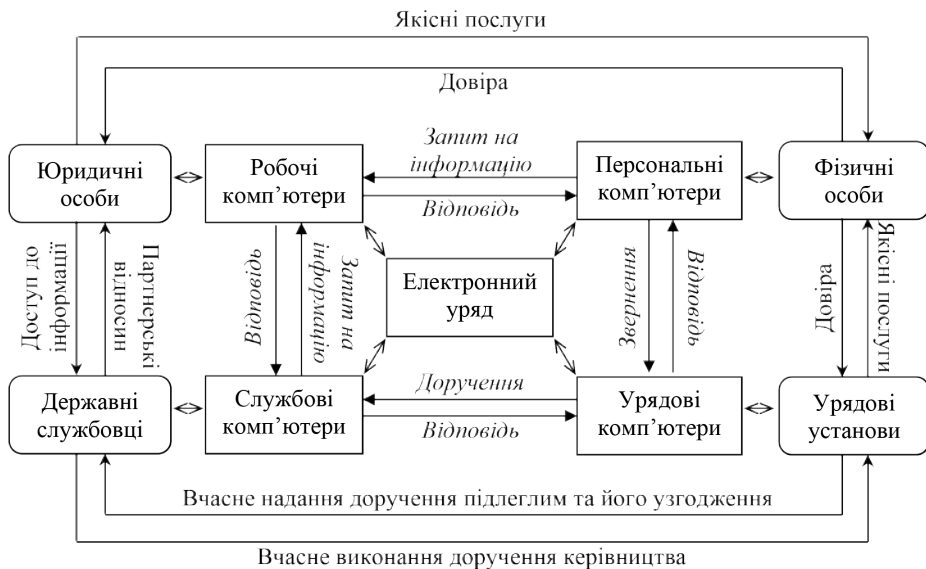 Якісні послуги
Довіра
Юридичні
особи
Робочі
комп’ютери
Запит на
інформацію
Відповідь
Персональні
комп’ютери
Фізичні
особи
Доступ до
інформації
Партнерські
відносин
Відповідь
Запит на
інформацію
Електронний
уряд
Звернення
Відповідь
Довіра
Якісні послуги
Державні
службовці
Службові
комп’ютери
Доручення
Відповідь
Урядові
комп’ютери
Урядові
установи
Вчасне надання доручення підлеглим та його узгодження
Вчасне виконання доручення керівництва